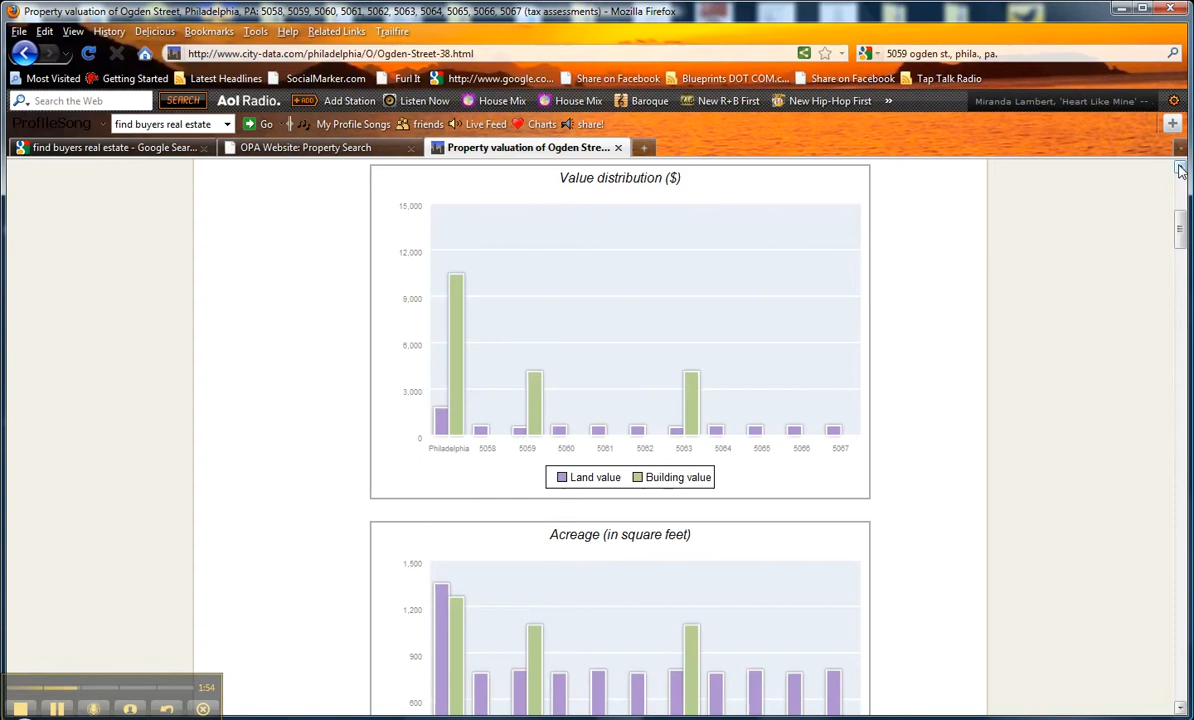 Property valuation of Ogden Street, Philadelphia, PA: 5058, 5059, 5060, 5061, 5062, 5063, 5064, 5065, 5066, 5067 (tax assessments) - Mozilla Firefox
File Edit View History Delicious Bookmarks Tools Help Related Links Trailfire
http://www.city-data.com/philadelphia/O/Ogden-Street-38.html 5059 ogden st., phila., pa.
Most Visited Getting Started Latest Headlines SocialMarker.com Furl It http://www.google.co... Share on Facebook Blueprints DOT COM.... Share on Facebook Tap Talk Radio
Search the Web SEARCH Aol Radio. +ADD Add Station Listen Now House Mix House Mix Baroque New R+B First New Hip-Hop First » Miranda Lambert, 'Heart Like Mine'
ProfileSong find buyers real estate Go My Profile Songs friends Live Feed Charts share!
find buyers real estate - Google Sear... OPA Website: Property Search Property valuation of Ogden Stre...
Value distribution ($)
15,000
12,000
9,000
6,000
3,000
0
Philadelphia 5058 5059 5060 5061 5062 5063 5064 5065 5066 5067
Land value Building value
Acreage (in square feet)
1,500
1,200
900
600
1:54